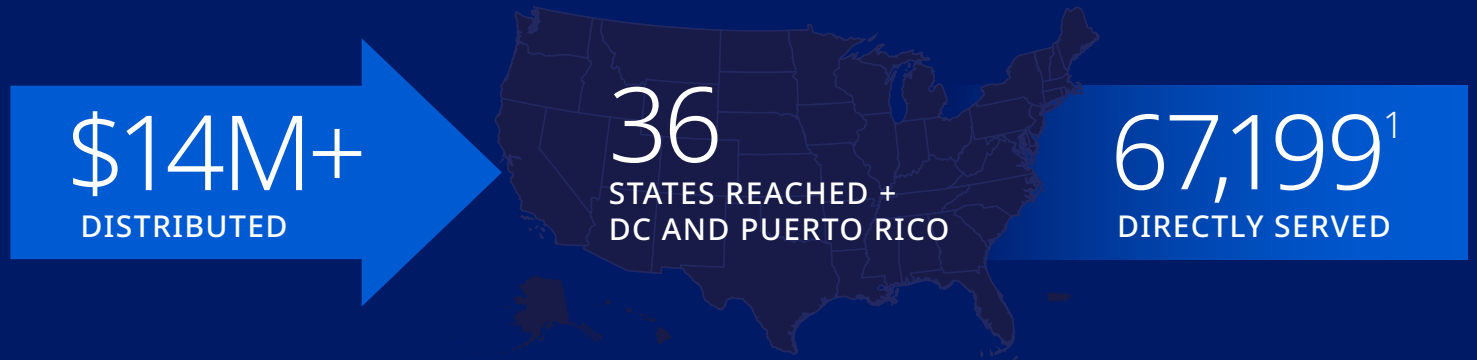 $14M+
DISTRIBUTED
36
STATES REACHED +
DC AND PUERTO RICO
67,199¹
DIRECTLY SERVED